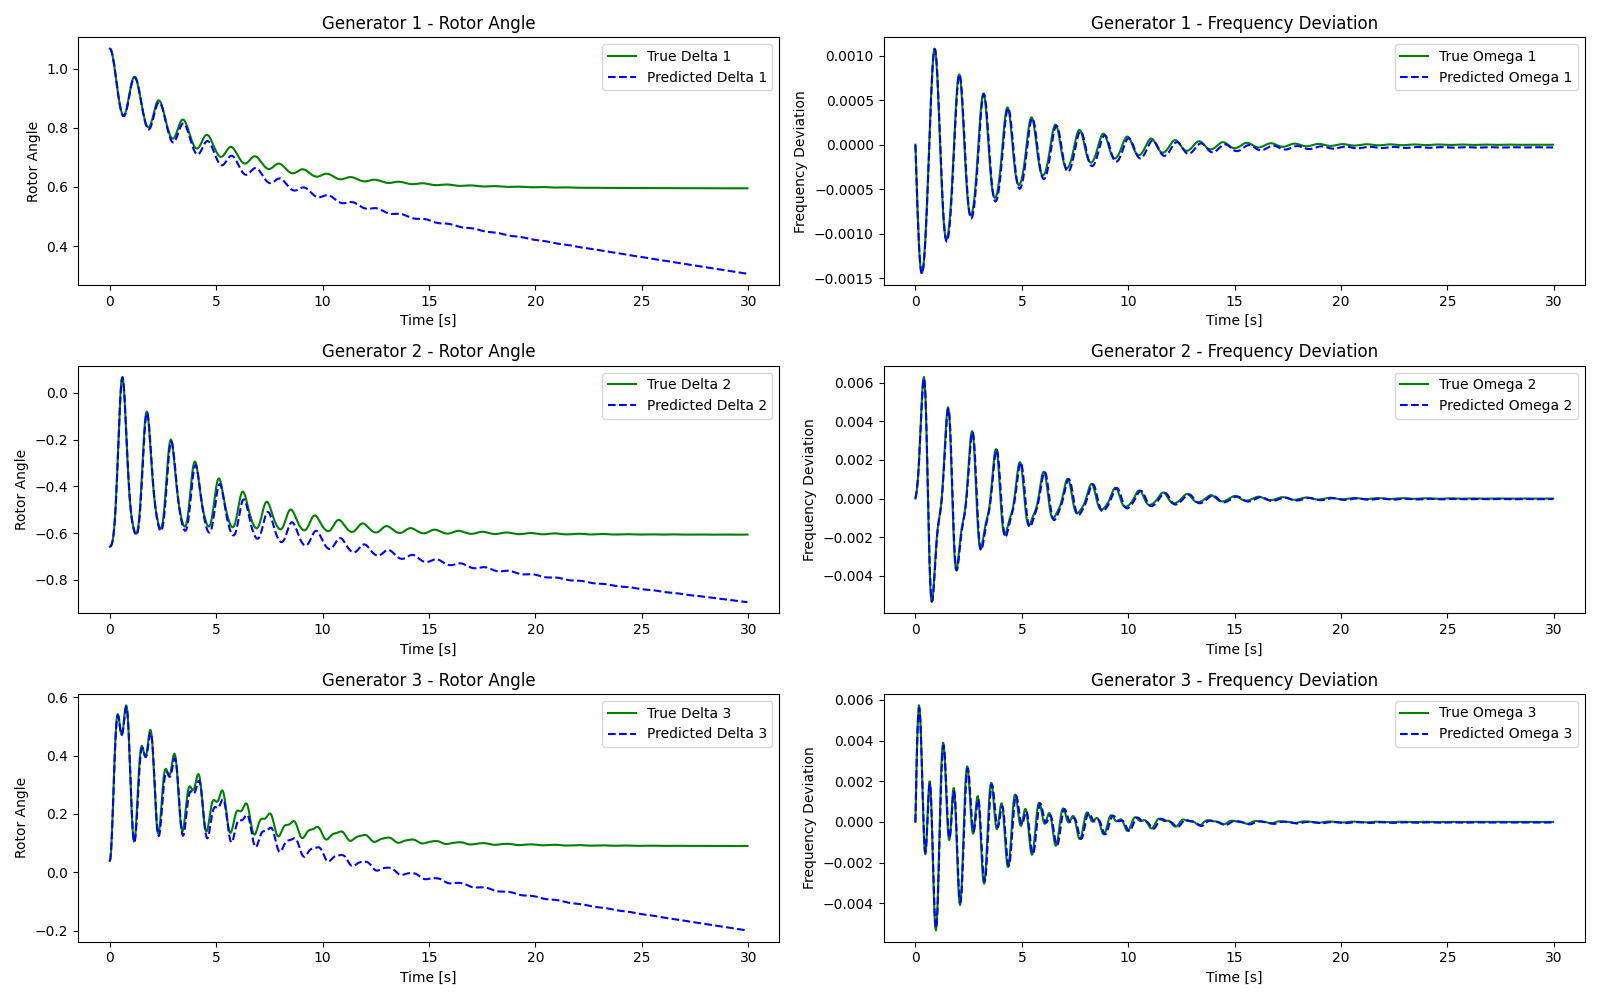 Generator 1 - Rotor Angle
Rotor Angle
1.0
0.8
0.6
0.4
True Delta 1
Predicted Delta 1
0 5 10 15 20 25 30
Time [s]
Generator 1 - Frequency Deviation
Frequency Deviation
0.0010
0.0005
0.0000
−0.0005
−0.0010
−0.0015
True Omega 1
Predicted Omega 1
0 5 10 15 20 25 30
Time [s]
Generator 2 - Rotor Angle
Rotor Angle
0.0
−0.2
−0.4
−0.6
−0.8
True Delta 2
Predicted Delta 2
0 5 10 15 20 25 30
Time [s]
Generator 2 - Frequency Deviation
Frequency Deviation
0.006
0.004
0.002
0.000
−0.002
−0.004
True Omega 2
Predicted Omega 2
0 5 10 15 20 25 30
Time [s]
Generator 3 - Rotor Angle
Rotor Angle
0.6
0.4
0.2
0.0
−0.2
True Delta 3
Predicted Delta 3
0 5 10 15 20 25 30
Time [s]
Generator 3 - Frequency Deviation
Frequency Deviation
0.006
0.004
0.002
0.000
−0.002
−0.004
True Omega 3
Predicted Omega 3
0 5 10 15 20 25 30
Time [s]